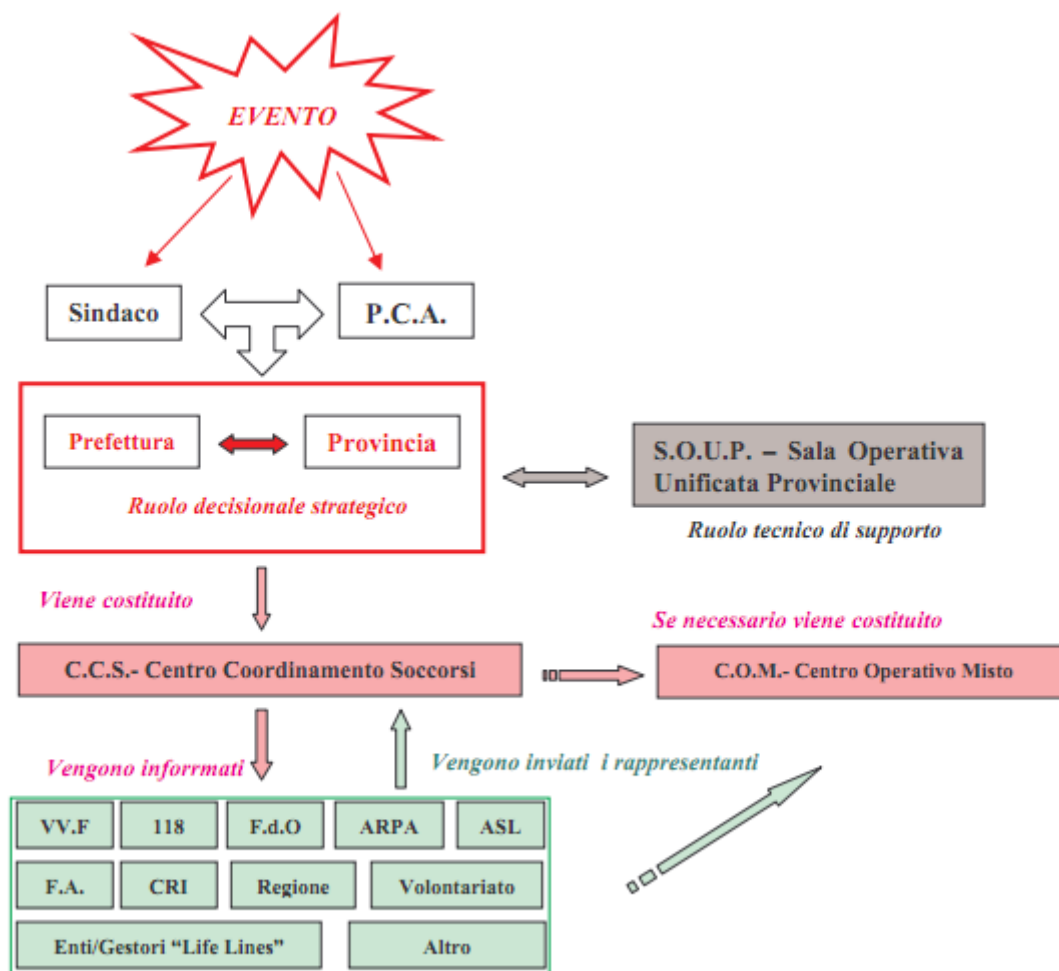 EVENTO
Sindaco
P.C.A.
Prefettura
Provincia
Ruolo decisionale strategico
S.O.U.P. – Sala Operativa
Unificata Provinciale
Ruolo tecnico di supporto
Viene costituito
Se necessario viene costituito
C.C.S.- Centro Coordinamento Soccorsi
C.O.M.- Centro Operativo Misto
Vengono inforrmati
Vengono inviati i rappresentanti
VV.F
118
F.d.O
ARPA
ASL
F.A.
CRI
Regione
Volontariato
Enti/Gestori “Life Lines”
Altro